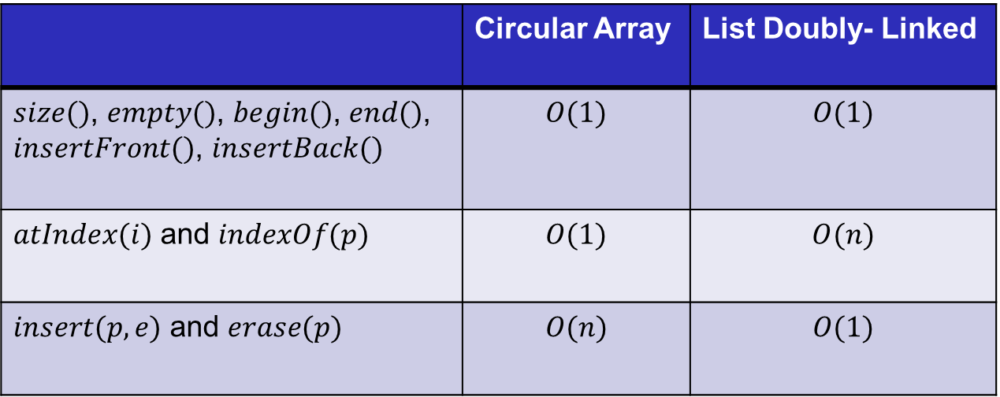 Circular Array
List Doubly- Linked
size(), empty(), begin(), end(),
insertFront(), insertBack()
O(1)
O(1)
atIndex(i) and indexOf(p)
O(1)
O(n)
insert(p, e) and erase(p)
O(n)
O(1)